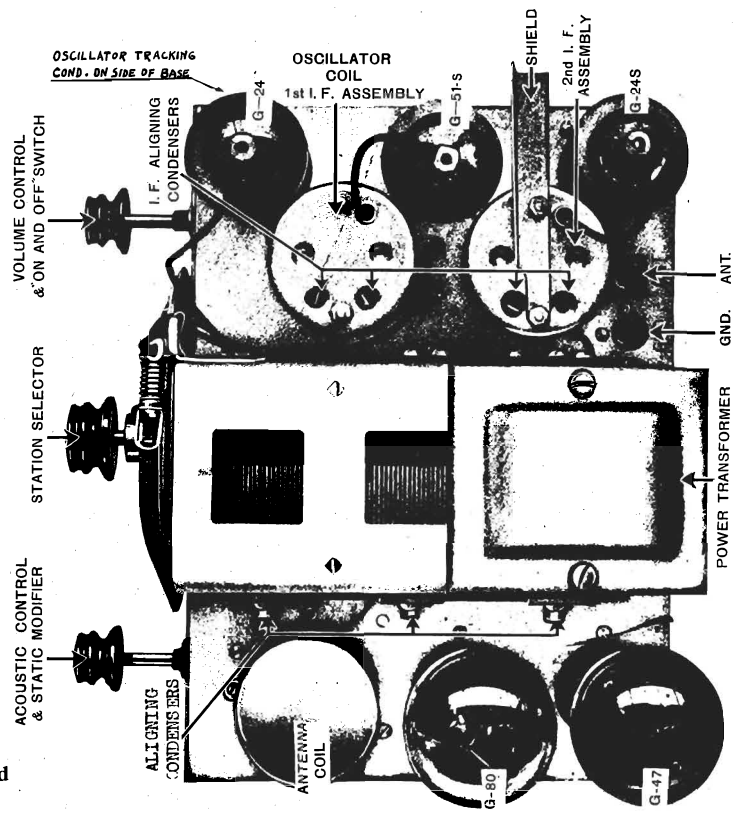 OSCILLATOR TRACKING
COND. ON SIDE OF BASE
OSCILLATOR
COIL
1st I. F. ASSEMBLY
SHIELD
2nd I. F.
ASSEMBLY
G-24
G-51-S
G-24S
I.F. ALIGNING
CONDENSERS
VOLUME CONTROL
& "ON AND OFF" SWITCH
ANT.
GND.
STATION SELECTOR
POWER TRANSFORMER
ACOUSTIC CONTROL
& STATIC MODIFIER
ALIGNING
CONDENSERS
ANTENNA
COIL
G-80
G-47
d